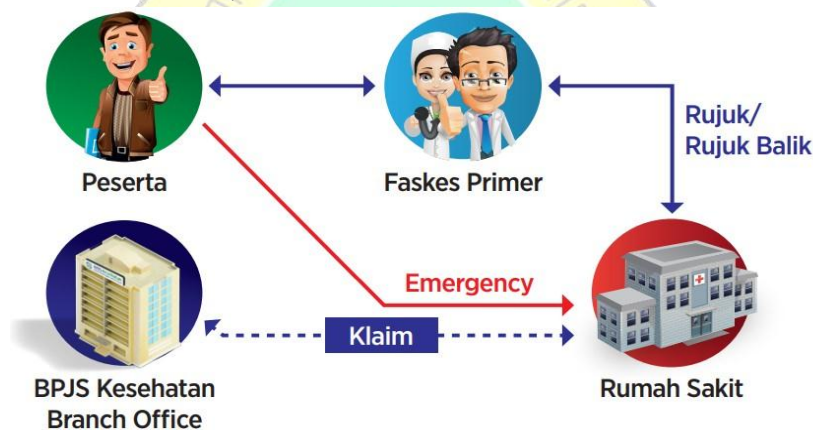 Peserta
Faskes Primer
Rujuk/
Rujuk Balik
Emergency
Klaim
BPJS Kesehatan
Branch Office
Rumah Sakit